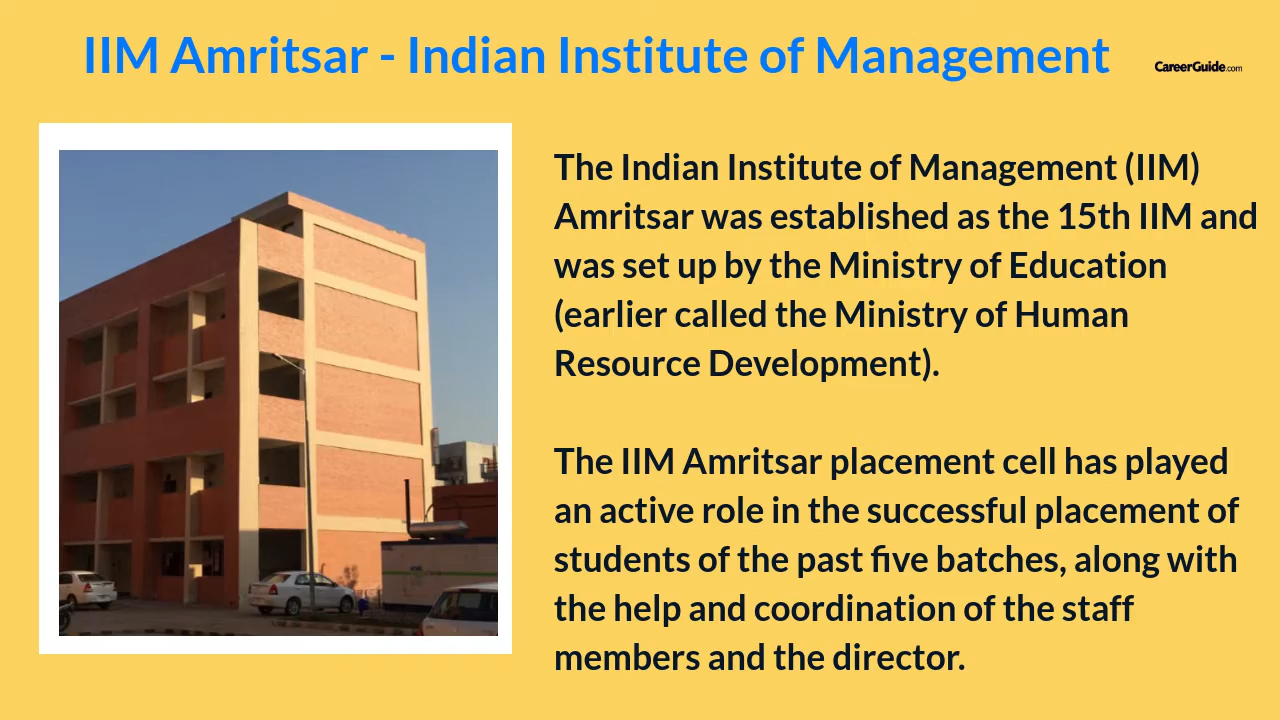 IIM Amritsar - Indian Institute of Management
CareerGuide.com
The Indian Institute of Management (IIM)
Amritsar was established as the 15th IIM and
was set up by the Ministry of Education
(earlier called the Ministry of Human
Resource Development).
The IIM Amritsar placement cell has played
an active role in the successful placement of
students of the past five batches, along with
the help and coordination of the staff
members and the director.